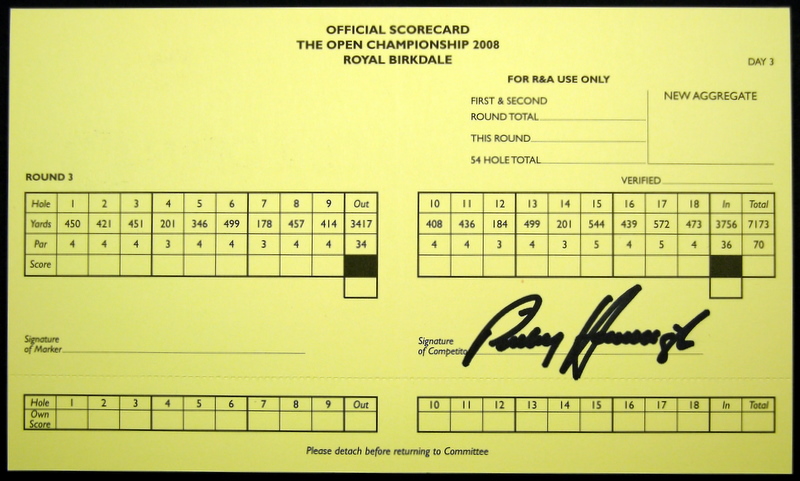 OFFICIAL SCORECARD
THE OPEN CHAMPIONSHIP 2008
ROYAL BIRKDALE
DAY 3
FOR R&A USE ONLY
FIRST & SECOND
ROUND TOTAL
THIS ROUND
54 HOLE TOTAL
NEW AGGREGATE
VERIFIED
ROUND 3
Hole 1 2 3 4 5 6 7 8 9 Out
Yards 450 421 451 201 346 499 178 457 414 3417
Par 4 4 4 3 4 4 3 4 4 34
Score
10 11 12 13 14 15 16 17 18 In Total
408 436 184 499 201 544 439 572 473 3756 7173
4 4 3 4 3 5 4 5 4 36 70
Signature
of Marker
Signature
of Competitor
Padraig Harrington
Hole 1 2 3 4 5 6 7 8 9 Out
Own
Score
10 11 12 13 14 15 16 17 18 In Total
Please detach before returning to Committee